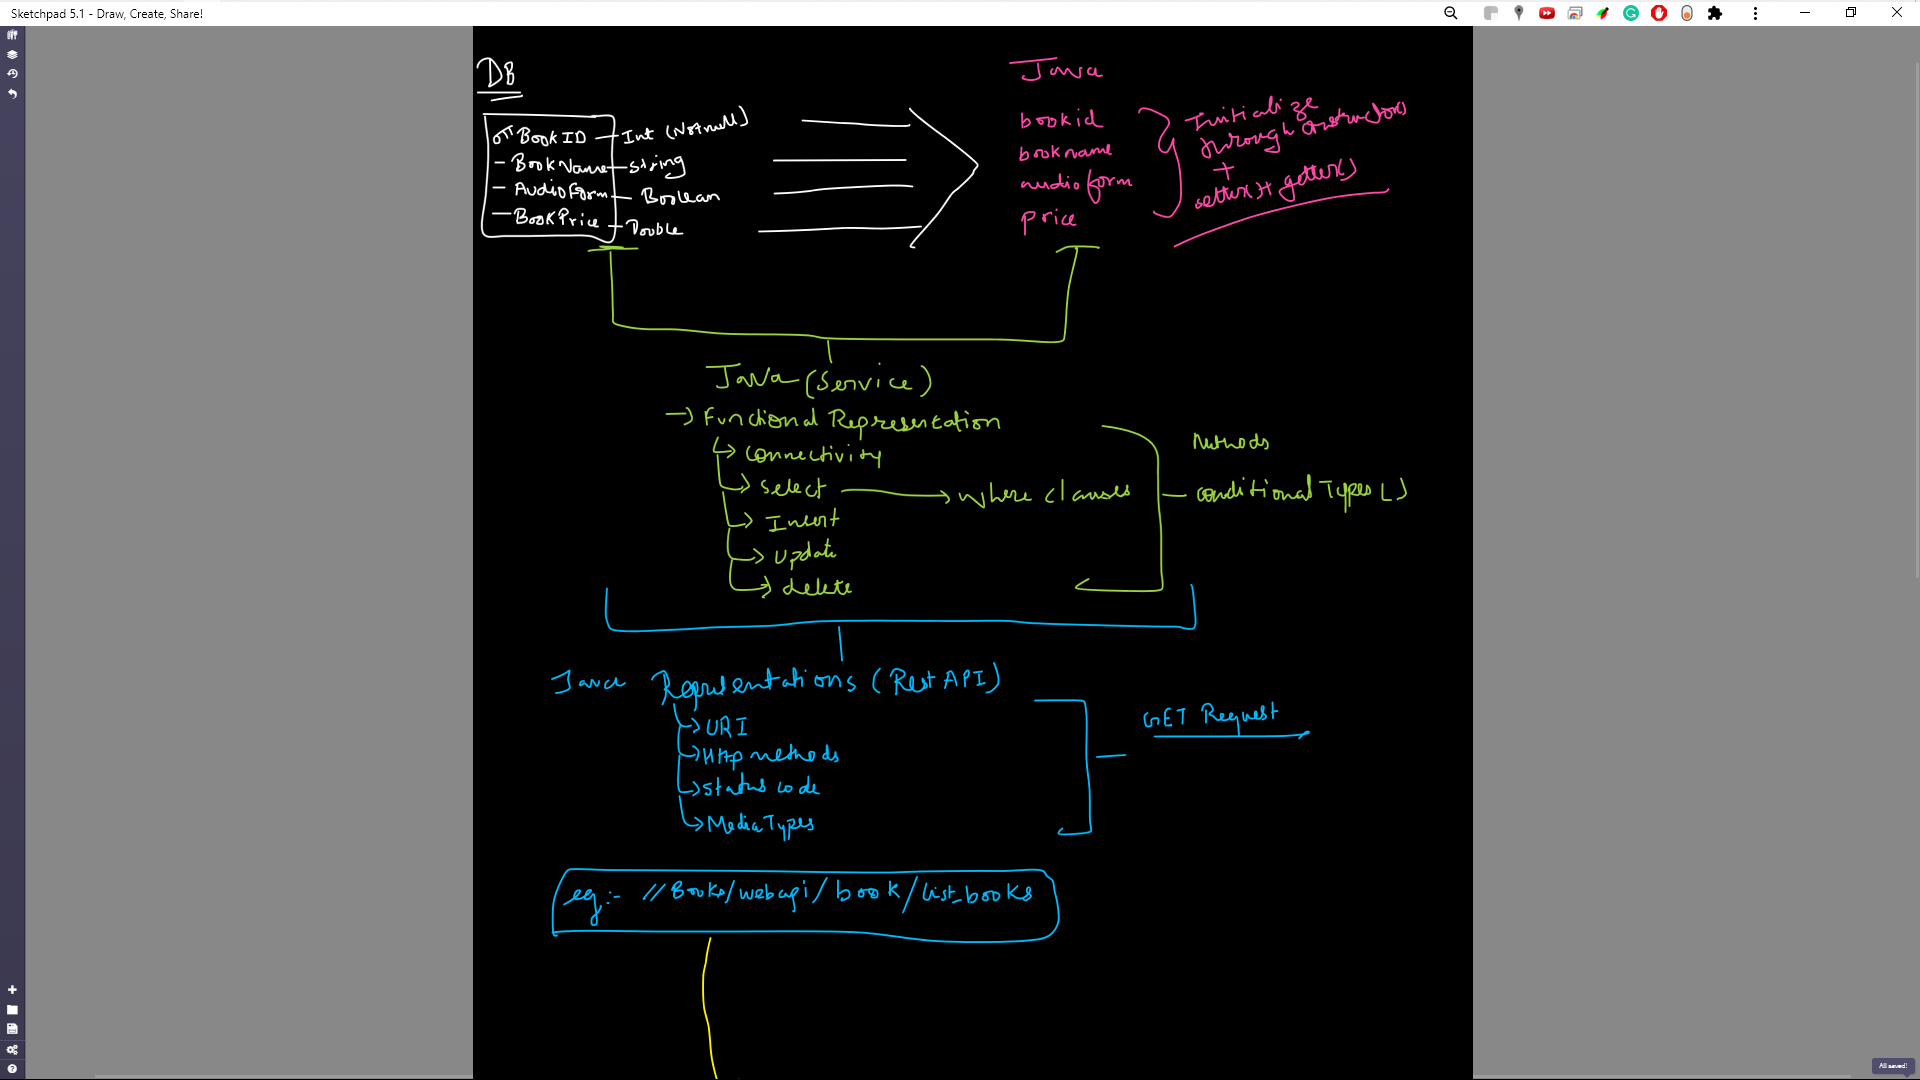 Sketchpad 5.1 - Draw, Create, Share!
DB
BookID — Int (Notnull)
- BookName - String
- AudioForm - Boolean
- BookPrice - Double
Java
bookid
bookname
audioform
price
Initialize
through constructors
+
setters + getters()
Java (Service)
→ Functional Representation
→ Connectivity
→ Select → Where clauses
→ Insert
→ Update
→ delete
Methods
conditional Types
Java Representations (Rest API)
→ URI
→ Http methods
→ Status code
→ Media Types
GET Request
eg:- //Books/webapi/book/list_books
All saved!